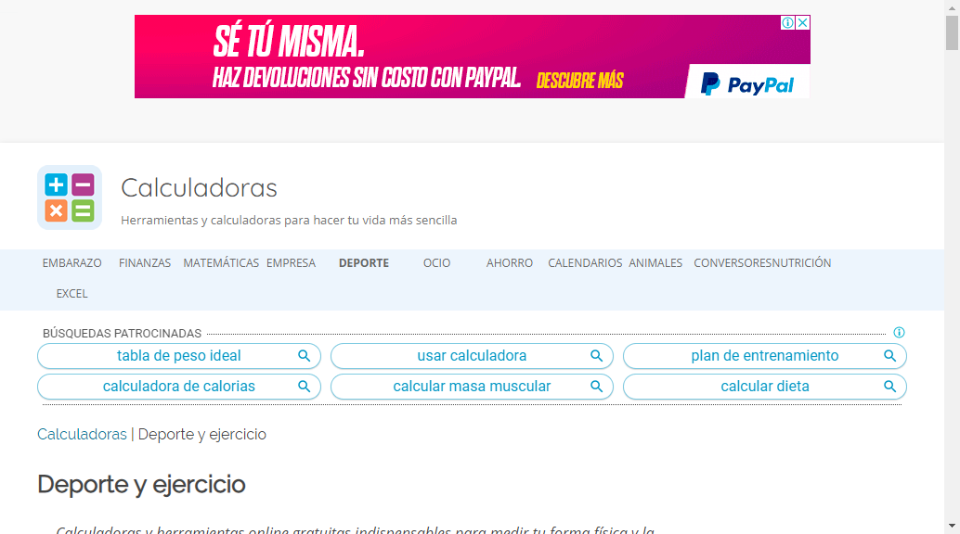 SÉ TÚ MISMA.
HAZ DEVOLUCIONES SIN COSTO CON PAYPAL. DESCUBRE MÁS
PayPal
Calculadoras
Herramientas y calculadoras para hacer tu vida más sencilla
EMBARAZO FINANZAS MATEMÁTICAS EMPRESA DEPORTE OCIO AHORRO CALENDARIOS ANIMALES CONVERSORES NUTRICIÓN
EXCEL
BÚSQUEDAS PATROCINADAS
tabla de peso ideal usar calculadora plan de entrenamiento
calculadora de calorias calcular masa muscular calcular dieta
Calculadoras | Deporte y ejercicio
Deporte y ejercicio
Calculadoras y herramientas online gratuitas indispensables para medir tu forma física y la